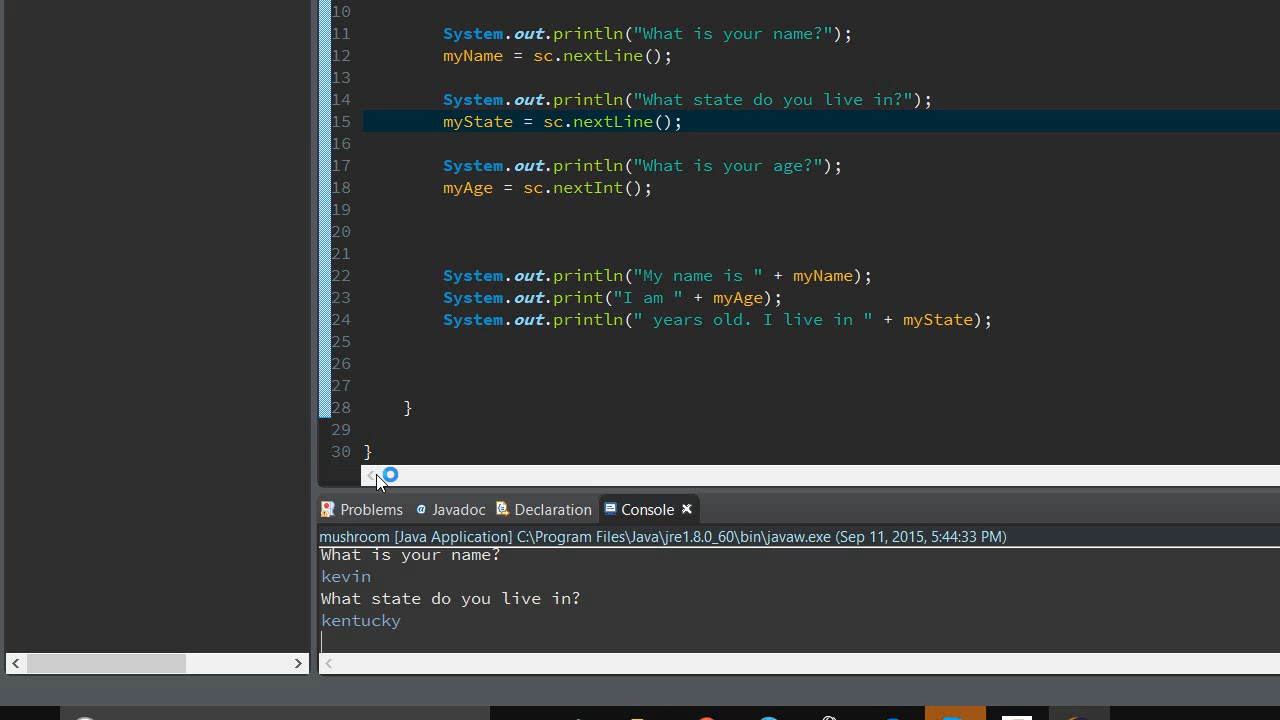 10
11 System.out.println("What is your name?");
12 myName = sc.nextLine();
13
14 System.out.println("What state do you live in?");
15 myState = sc.nextLine();
16
17 System.out.println("What is your age?");
18 myAge = sc.nextInt();
19
20
21
22 System.out.println("My name is " + myName);
23 System.out.print("I am " + myAge);
24 System.out.println(" years old. I live in " + myState);
25
26
27
28 }
29
30 }
Problems @ Javadoc Declaration Console
mushroom [Java Application] C:\Program Files\Java\jre1.8.0_60\bin\javaw.exe (Sep 11, 2015, 5:44:33 PM)
What is your name?
kevin
What state do you live in?
kentucky